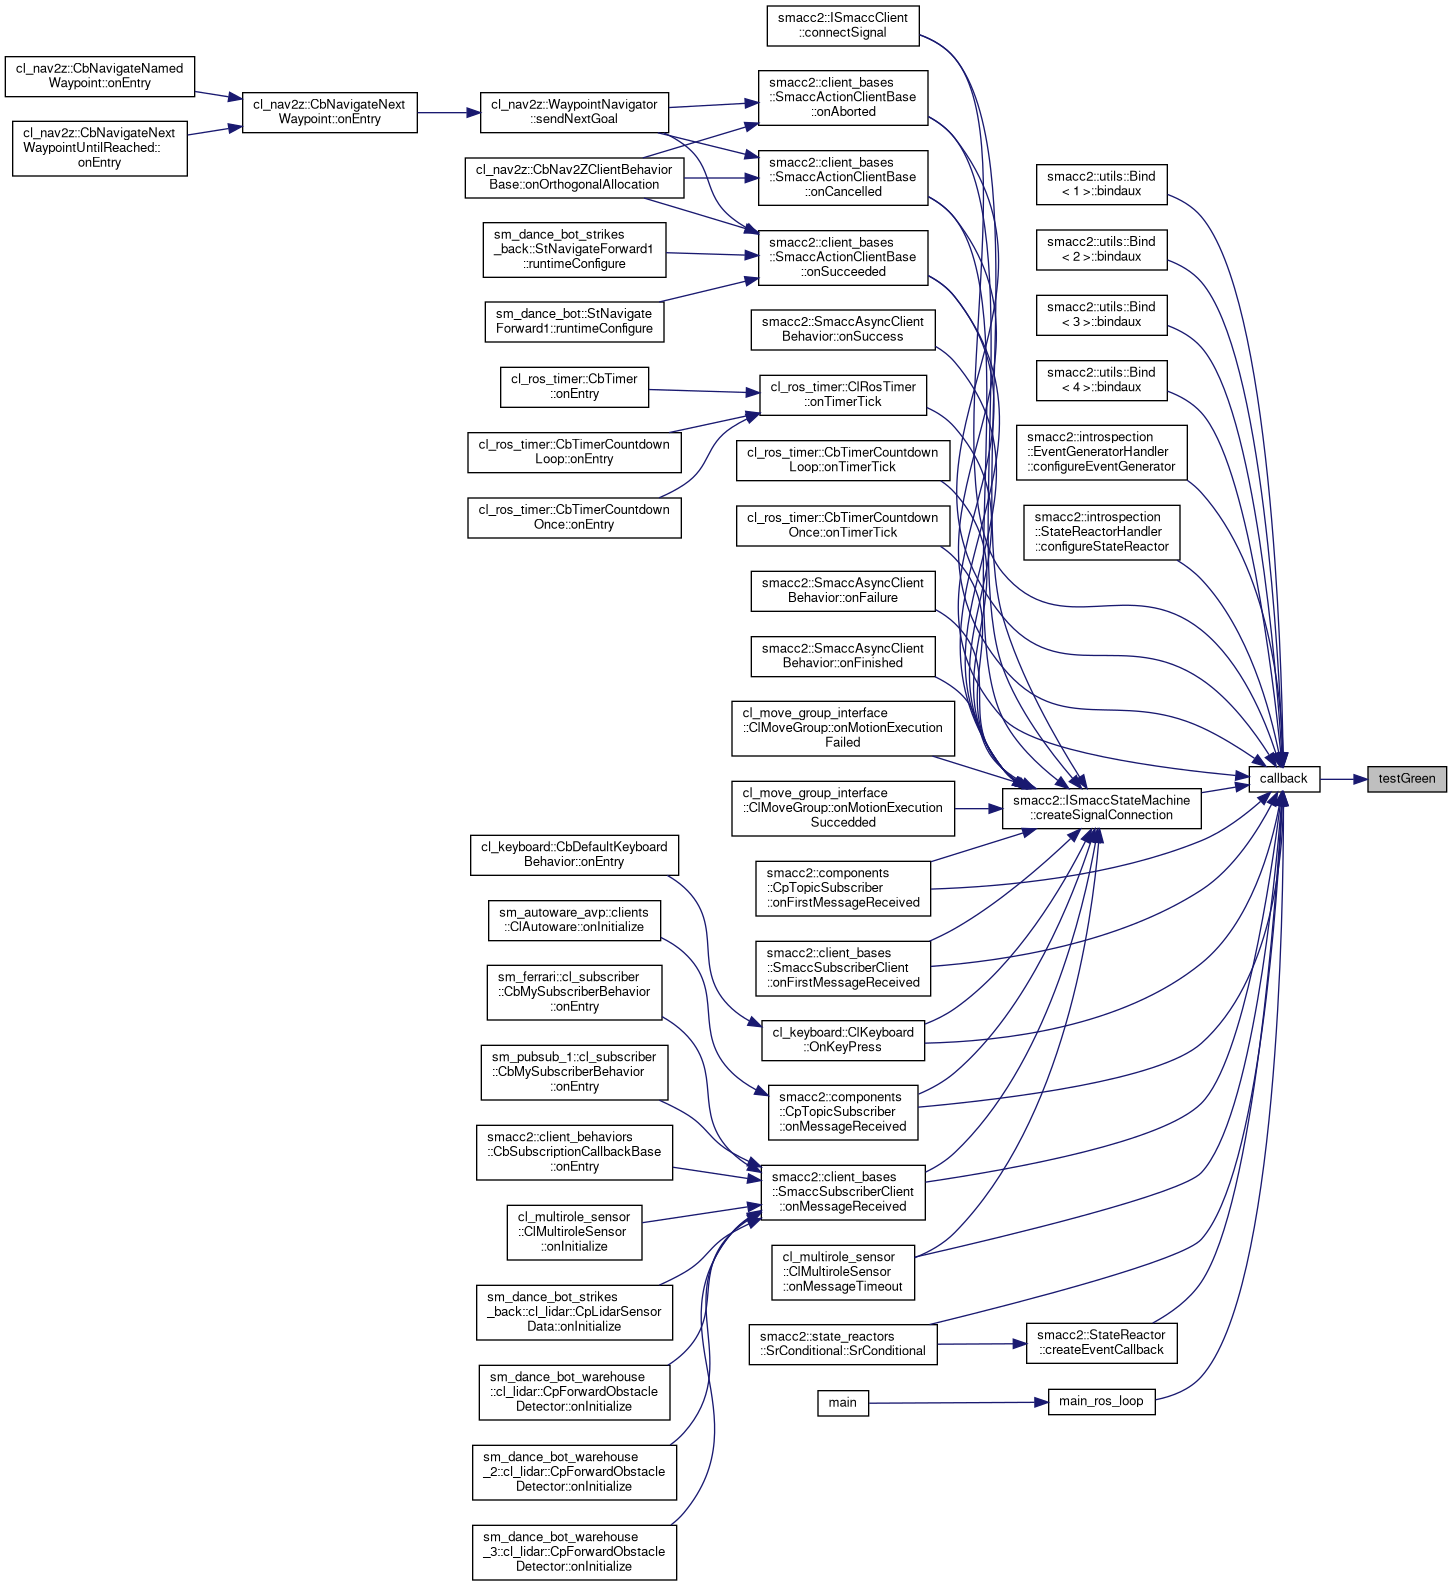 cl_nav2z::CbNavigateNamed
Waypoint::onEntry
cl_nav2z::CbNavigateNext
WaypointUntilReached::
onEntry
cl_nav2z::CbNavigateNext
Waypoint::onEntry
cl_nav2z::WaypointNavigator
::sendNextGoal
cl_nav2z::CbNav2ZClientBehavior
Base::onOrthogonalAllocation
sm_dance_bot_strikes
_back::StNavigateForward1
::runtimeConfigure
sm_dance_bot::StNavigate
Forward1::runtimeConfigure
cl_ros_timer::CbTimer
::onEntry
cl_ros_timer::CbTimerCountdown
Loop::onEntry
cl_ros_timer::CbTimerCountdown
Once::onEntry
cl_keyboard::CbDefaultKeyboard
Behavior::onEntry
sm_autoware_avp::clients
::ClAutoware::onInitialize
sm_ferrari::cl_subscriber
::CbMySubscriberBehavior
::onEntry
sm_pubsub_1::cl_subscriber
::CbMySubscriberBehavior
::onEntry
smacc2::client_behaviors
::CbSubscriptionCallbackBase
::onEntry
cl_multirole_sensor
::ClMultiroleSensor
::onInitialize
sm_dance_bot_strikes
_back::cl_lidar::CpLidarSensor
Data::onInitialize
sm_dance_bot_warehouse
::cl_lidar::CpForwardObstacle
Detector::onInitialize
sm_dance_bot_warehouse
_2::cl_lidar::CpForwardObstacle
Detector::onInitialize
sm_dance_bot_warehouse
_3::cl_lidar::CpForwardObstacle
Detector::onInitialize
smacc2::ISmaccClient
::connectSignal
smacc2::client_bases
::SmaccActionClientBase
::onAborted
smacc2::client_bases
::SmaccActionClientBase
::onCancelled
smacc2::client_bases
::SmaccActionClientBase
::onSucceeded
smacc2::SmaccAsyncClient
Behavior::onSuccess
cl_ros_timer::ClRosTimer
::onTimerTick
cl_ros_timer::CbTimerCountdown
Loop::onTimerTick
cl_ros_timer::CbTimerCountdown
Once::onTimerTick
smacc2::SmaccAsyncClient
Behavior::onFailure
smacc2::SmaccAsyncClient
Behavior::onFinished
cl_move_group_interface
::ClMoveGroup::onMotionExecution
Failed
cl_move_group_interface
::ClMoveGroup::onMotionExecution
Succedded
smacc2::components
::CpTopicSubscriber
::onFirstMessageReceived
smacc2::client_bases
::SmaccSubscriberClient
::onFirstMessageReceived
cl_keyboard::ClKeyboard
::OnKeyPress
smacc2::components
::CpTopicSubscriber
::onMessageReceived
smacc2::client_bases
::SmaccSubscriberClient
::onMessageReceived
cl_multirole_sensor
::ClMultiroleSensor
::onMessageTimeout
smacc2::state_reactors
::SrConditional::SrConditional
main
smacc2::utils::Bind
< 1 >::bindaux
smacc2::utils::Bind
< 2 >::bindaux
smacc2::utils::Bind
< 3 >::bindaux
smacc2::utils::Bind
< 4 >::bindaux
smacc2::introspection
::EventGeneratorHandler
::configureEventGenerator
smacc2::introspection
::StateReactorHandler
::configureStateReactor
smacc2::ISmaccStateMachine
::createSignalConnection
smacc2::StateReactor
::createEventCallback
main_ros_loop
callback
testGreen